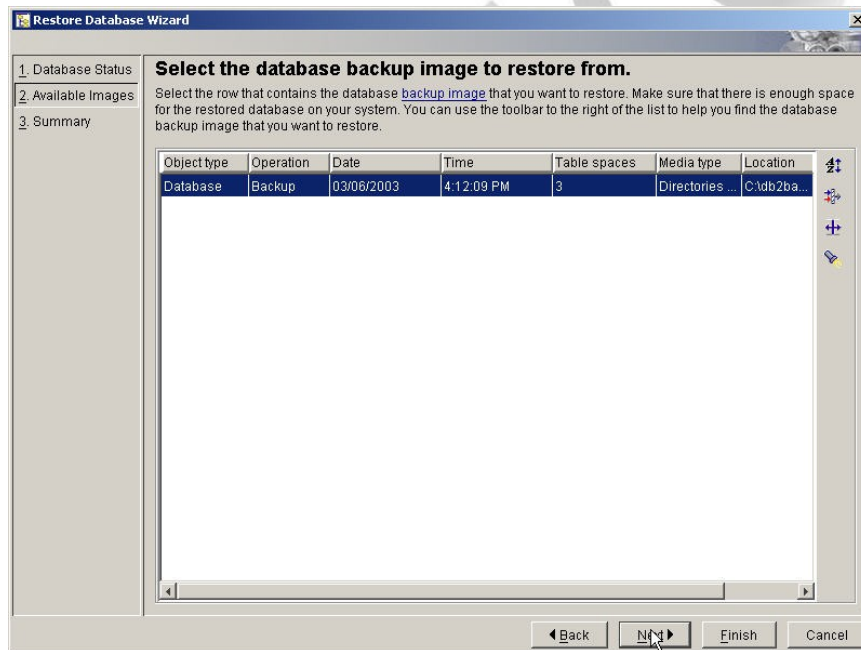 Restore Database Wizard
1. Database Status
2. Available Images
3. Summary
Select the database backup image to restore from.
Select the row that contains the database backup image that you want to restore. Make sure that there is enough space
for the restored database on your system. You can use the toolbar to the right of the list to help you find the database
backup image that you want to restore.
Object type Operation Date Time Table spaces Media type Location
Database Backup 03/06/2003 4:12:09 PM 3 Directories ... C:\db2ba...
Back Next Finish Cancel